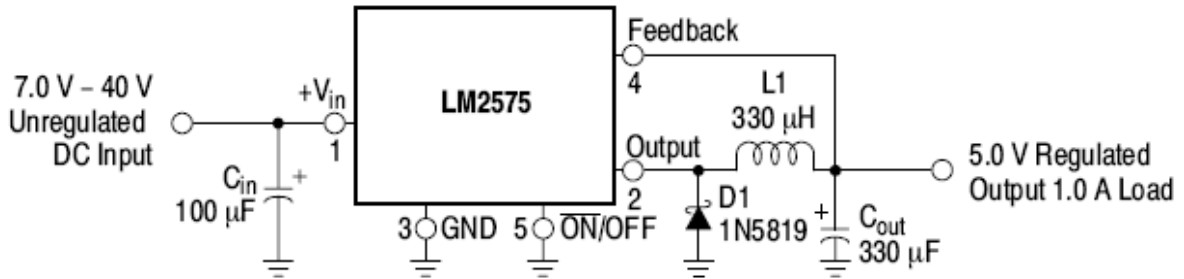 7.0 V – 40 V
Unregulated
DC Input
+Vin
1
Cin
+
100 µF
LM2575
3 GND
5 O̅N̅/OFF
Feedback
4
Output
2
L1
330 µH
D1
1N5819
+
Cout
330 µF
5.0 V Regulated
Output 1.0 A Load